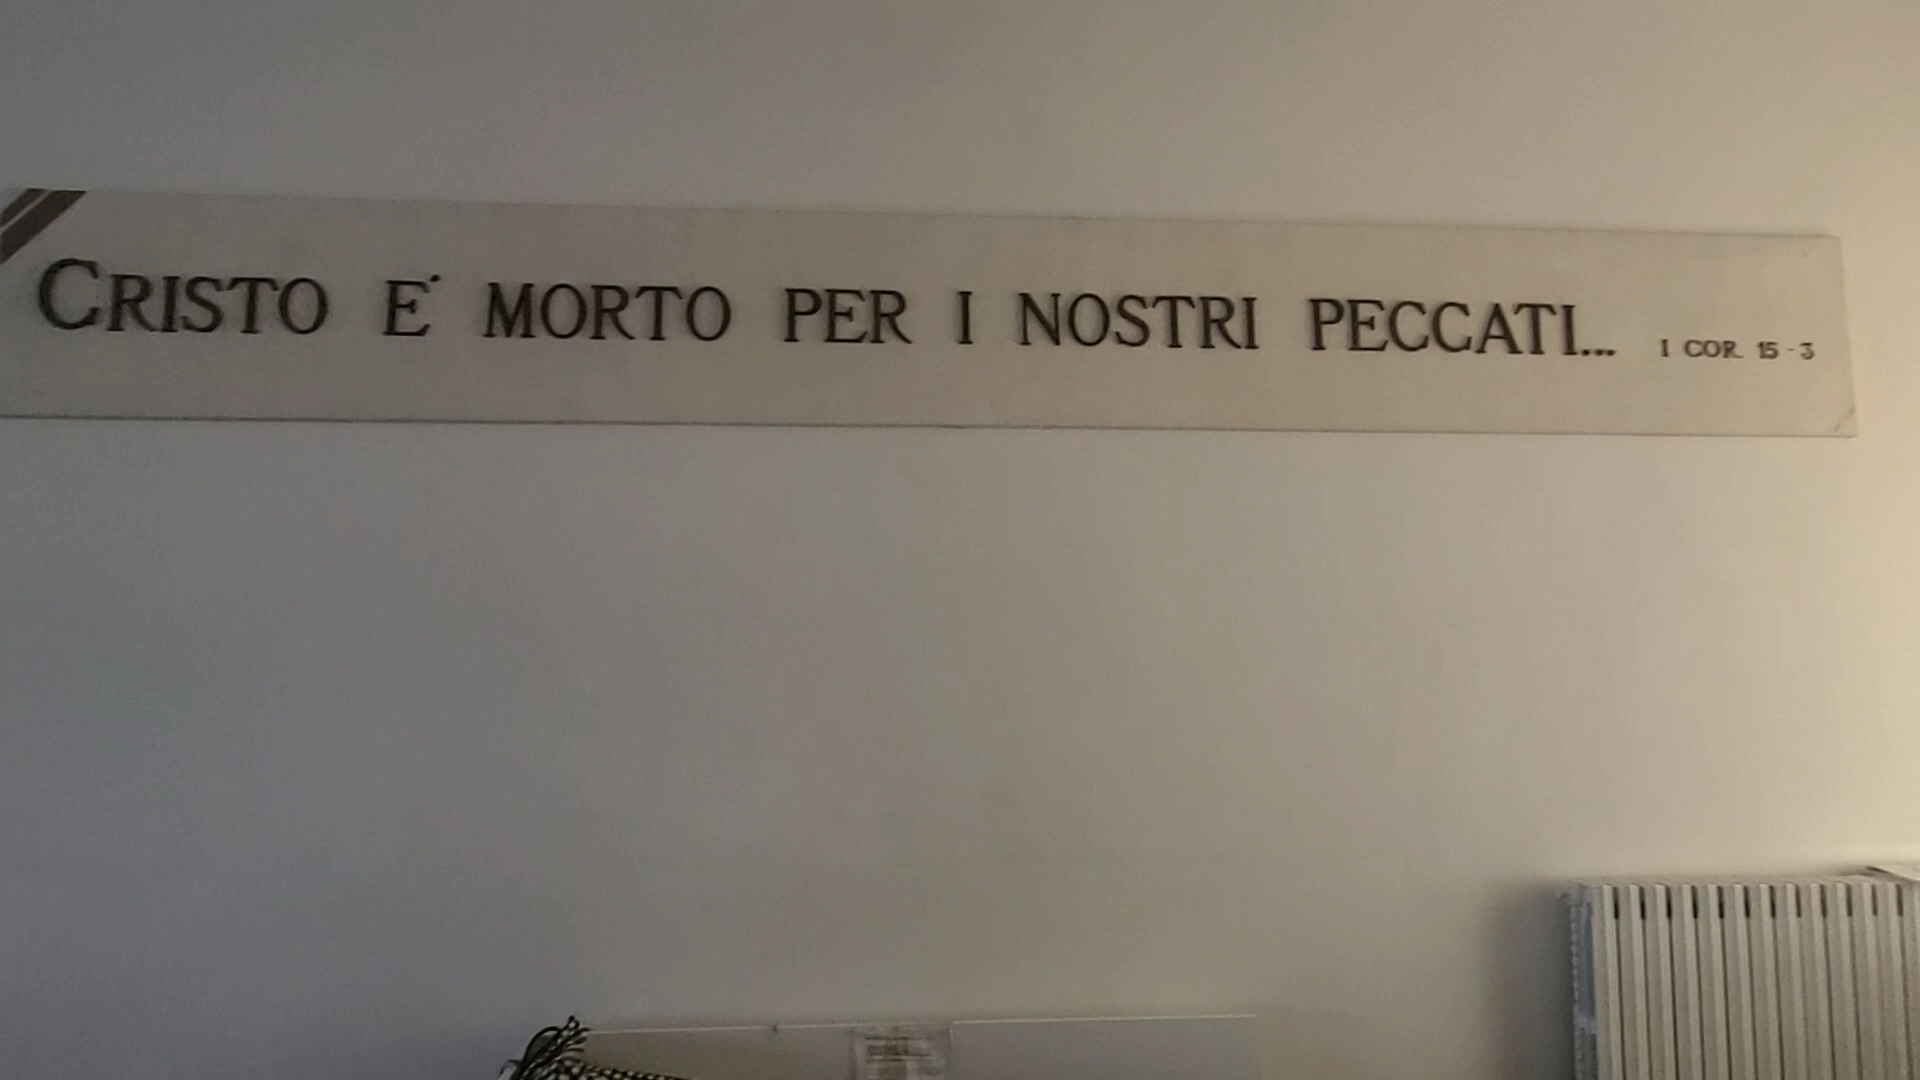 CRISTO E' MORTO PER I NOSTRI PECCATI... I COR. 15-3